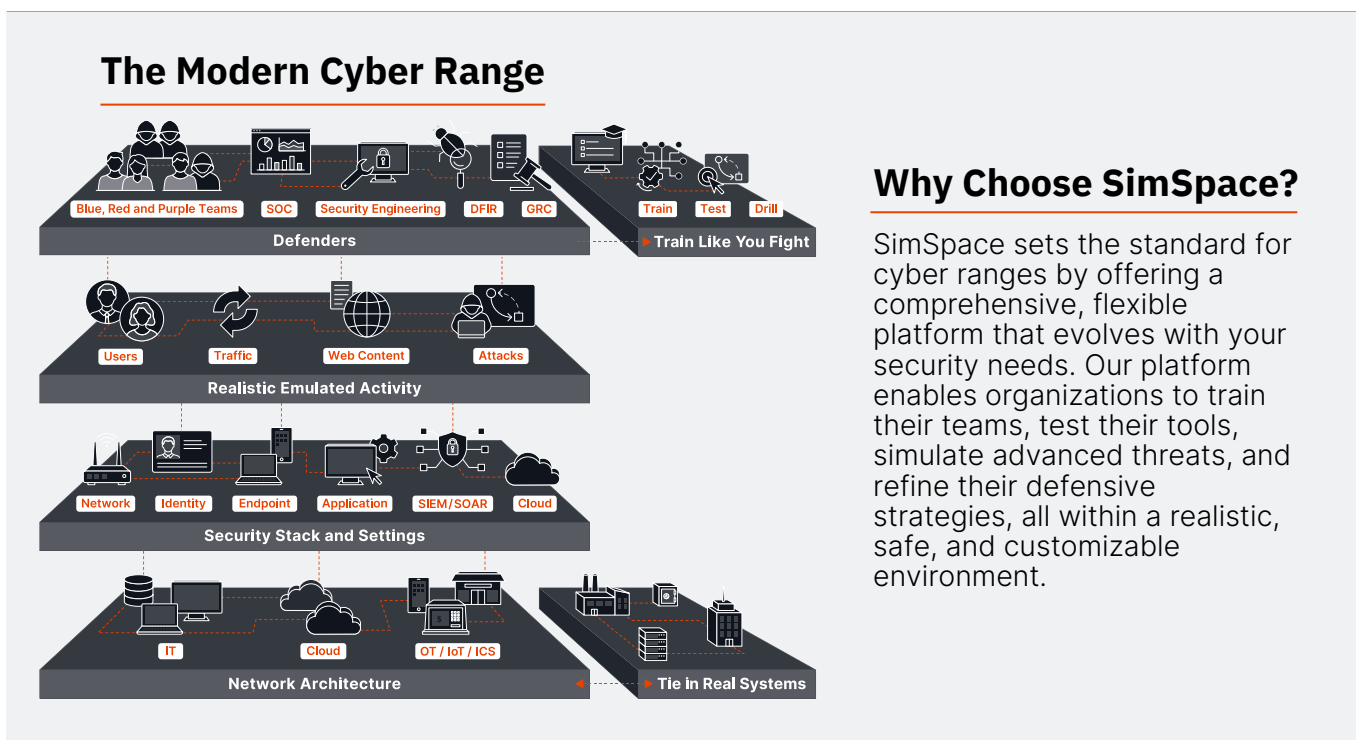 The Modern Cyber Range
Blue, Red and Purple Teams
SOC
Security Engineering
DFIR
GRC
Defenders
Train
Test
Drill
Train Like You Fight
Users
Traffic
Web Content
Attacks
Realistic Emulated Activity
Network
Identity
Endpoint
Application
SIEM/SOAR
Cloud
Security Stack and Settings
IT
Cloud
OT / IoT / ICS
Network Architecture
Tie in Real Systems
Why Choose SimSpace?
SimSpace sets the standard for
cyber ranges by offering a
comprehensive, flexible
platform that evolves with your
security needs. Our platform
enables organizations to train
their teams, test their tools,
simulate advanced threats, and
refine their defensive
strategies, all within a realistic,
safe, and customizable
environment.